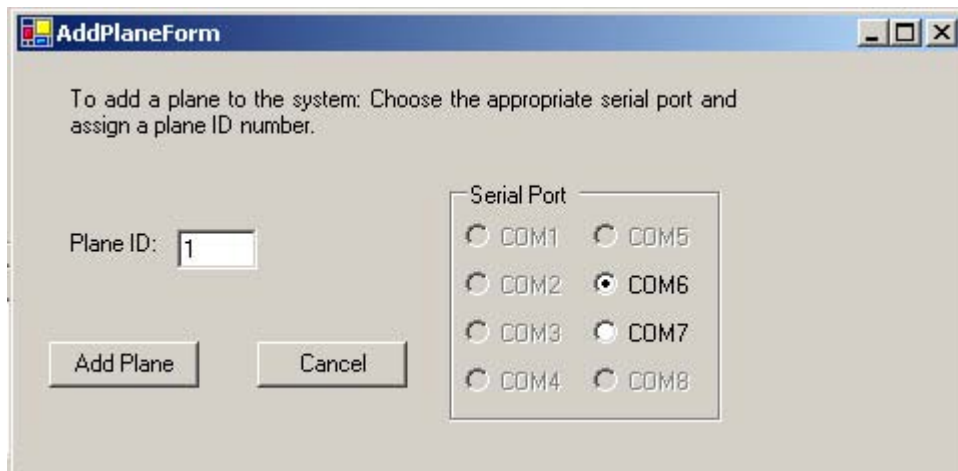 AddPlaneForm
To add a plane to the system: Choose the appropriate serial port and
assign a plane ID number.
Serial Port
Plane ID: 1
COM1 COM5
COM2 COM6
COM3 COM7
COM4 COM8
Add Plane Cancel